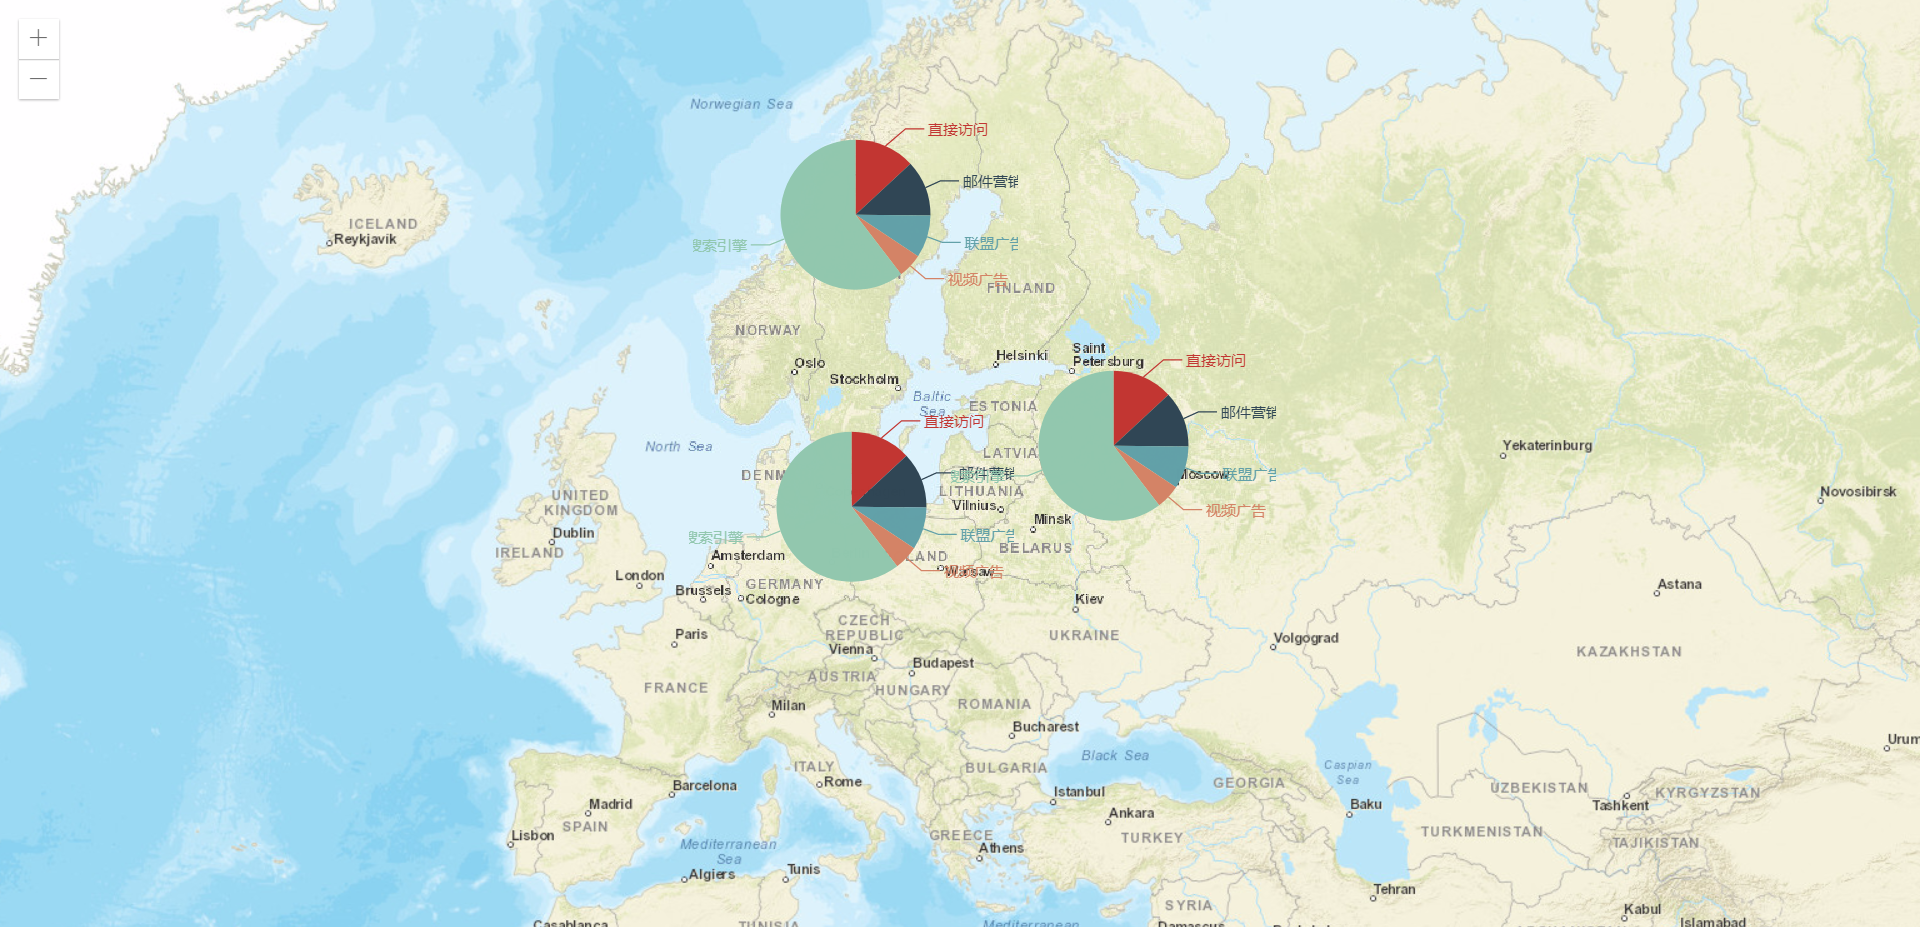 Norwegian Sea
直接访问
邮件营销
ICELAND
Reykjavík
搜索引擎
联盟广告
视频广告
FINLAND
NORWAY
Oslo
Helsinki
Saint
Petersburg
直接访问
Stockholm
Baltic
Sea
ESTONIA
邮件营销
直接访问
North Sea
Yekaterinburg
LATVIA
DENM
邮件营销
Moscow
联盟广告
UNITED
KINGDOM
LITHUANIA
Vilnius
Novosibirsk
视频广告
Minsk
Dublin
搜索引擎
联盟广告
IRELAND
Amsterdam
LAND
BELARUS
London
视频广告
Warsaw
GERMANY
Brussels
Cologne
Kiev
Astana
CZECH
REPUBLIC
Paris
UKRAINE
Volgograd
Vienna
KAZAKHSTAN
Budapest
AUSTRIA
FRANCE
HUNGARY
Milan
ROMANIA
Bucharest
Urum
Black Sea
ITALY
BULGARIA
Caspian
Sea
Rome
GEORGIA
Barcelona
UZBEKISTAN
KYRGYZSTAN
Istanbul
Madrid
Baku
Tashkent
Ankara
SPAIN
Lisbon
GREECE
TURKEY
TURKMENISTAN
Mediterranean
Sea
Athens
TAJIKISTAN
Algiers
Tunis
Tehran
SYRIA
Kabul
Casablanca
TUNISIA
Mediterranean
Damascus
Islamabad